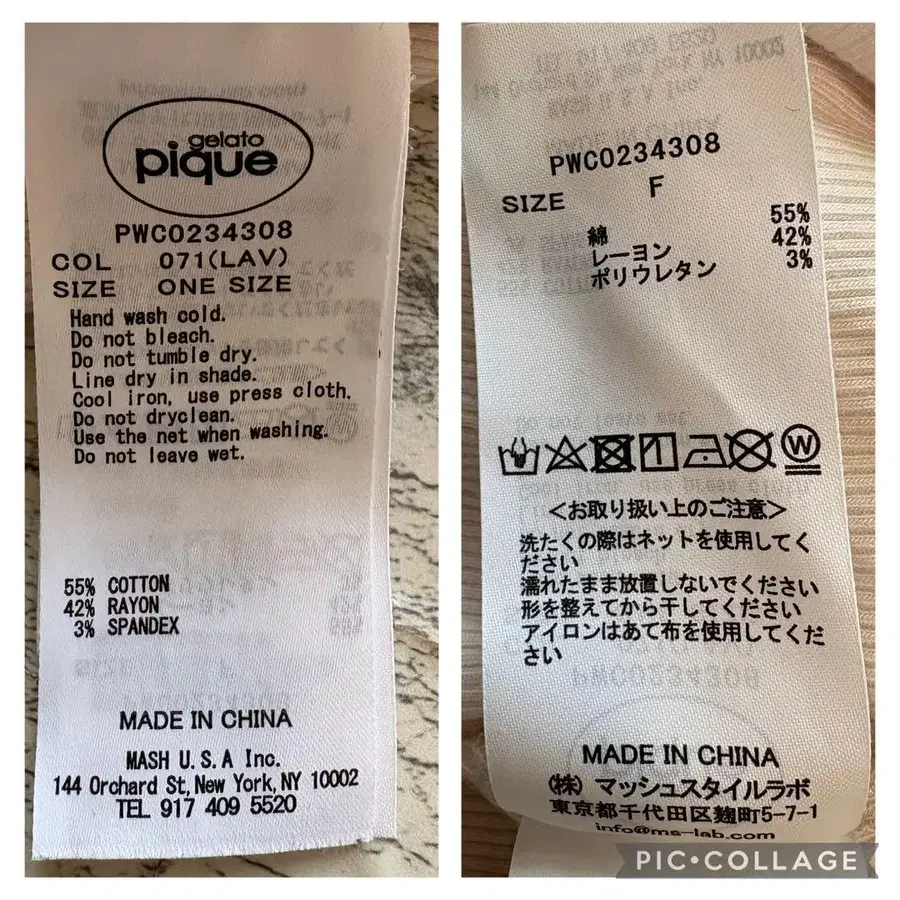 gelato
pique
PWC0234308
COL 071(LAV)
SIZE ONE SIZE
Hand wash cold.
Do not bleach.
Do not tumble dry.
Line dry in shade.
Cool iron, use press cloth.
Do not dryclean.
Use the net when washing.
Do not leave wet.
55% COTTON
42% RAYON
3% SPANDEX
MADE IN CHINA
MASH U.S.A Inc.
144 Orchard St, New York, NY 10002
TEL 917 409 5520
PWC0234308
SIZE F
綿 55%
レーヨン 42%
ポリウレタン 3%
W
<お取り扱い上のご注意>
洗たくの際はネットを使用してく
ださい
濡れたまま放置しないでください
形を整えてから干してください
アイロンはあて布を使用してくだ
さい
MADE IN CHINA
(株) マッシュスタイルラボ
東京都千代田区麹町5-7-1
info@ms-lab.com
PIC•COLLAGE